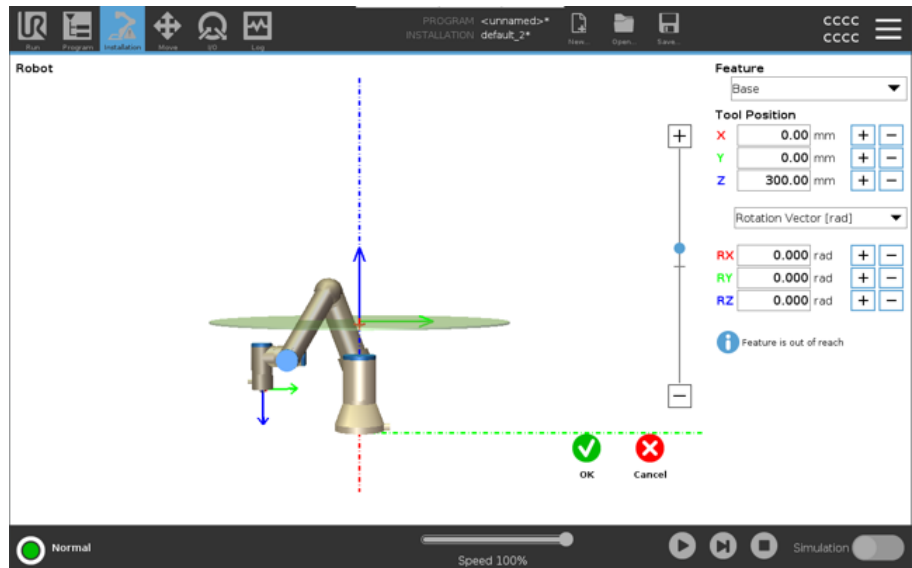 UR
PROGRAM <unnamed>*
INSTALLATION default_2*
Run Program Installation Move I/O Log New... Open... Save...
cccc
cccc
Robot
Feature
Base
Tool Position
X 0.00 mm + −
Y 0.00 mm + −
Z 300.00 mm + −
Rotation Vector [rad]
RX 0.000 rad + −
RY 0.000 rad + −
RZ 0.000 rad + −
i Feature is out of reach
+
−
OK Cancel
Normal
Speed 100%
Simulation